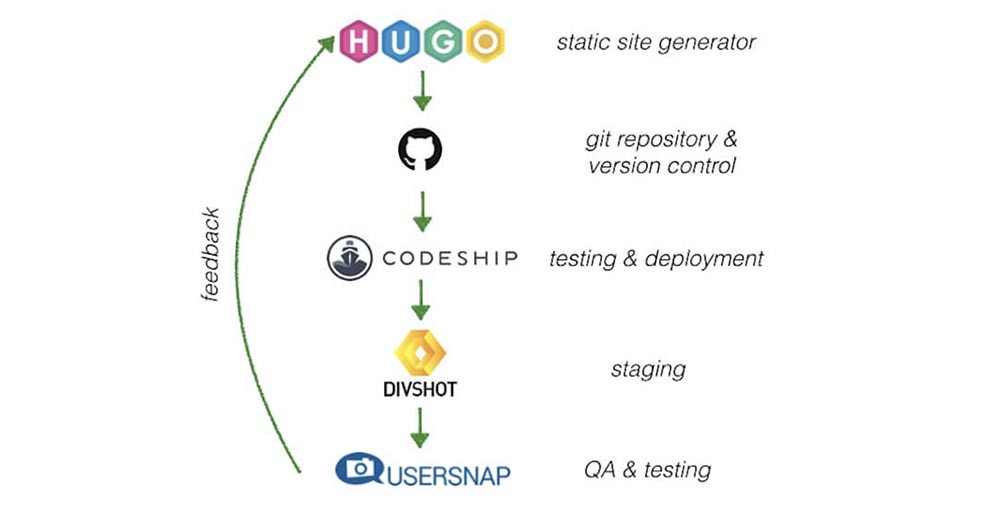 HUGO static site generator
git repository &
version control
CODESHIP testing & deployment
feedback
DIVSHOT
staging
USERSNAP QA & testing